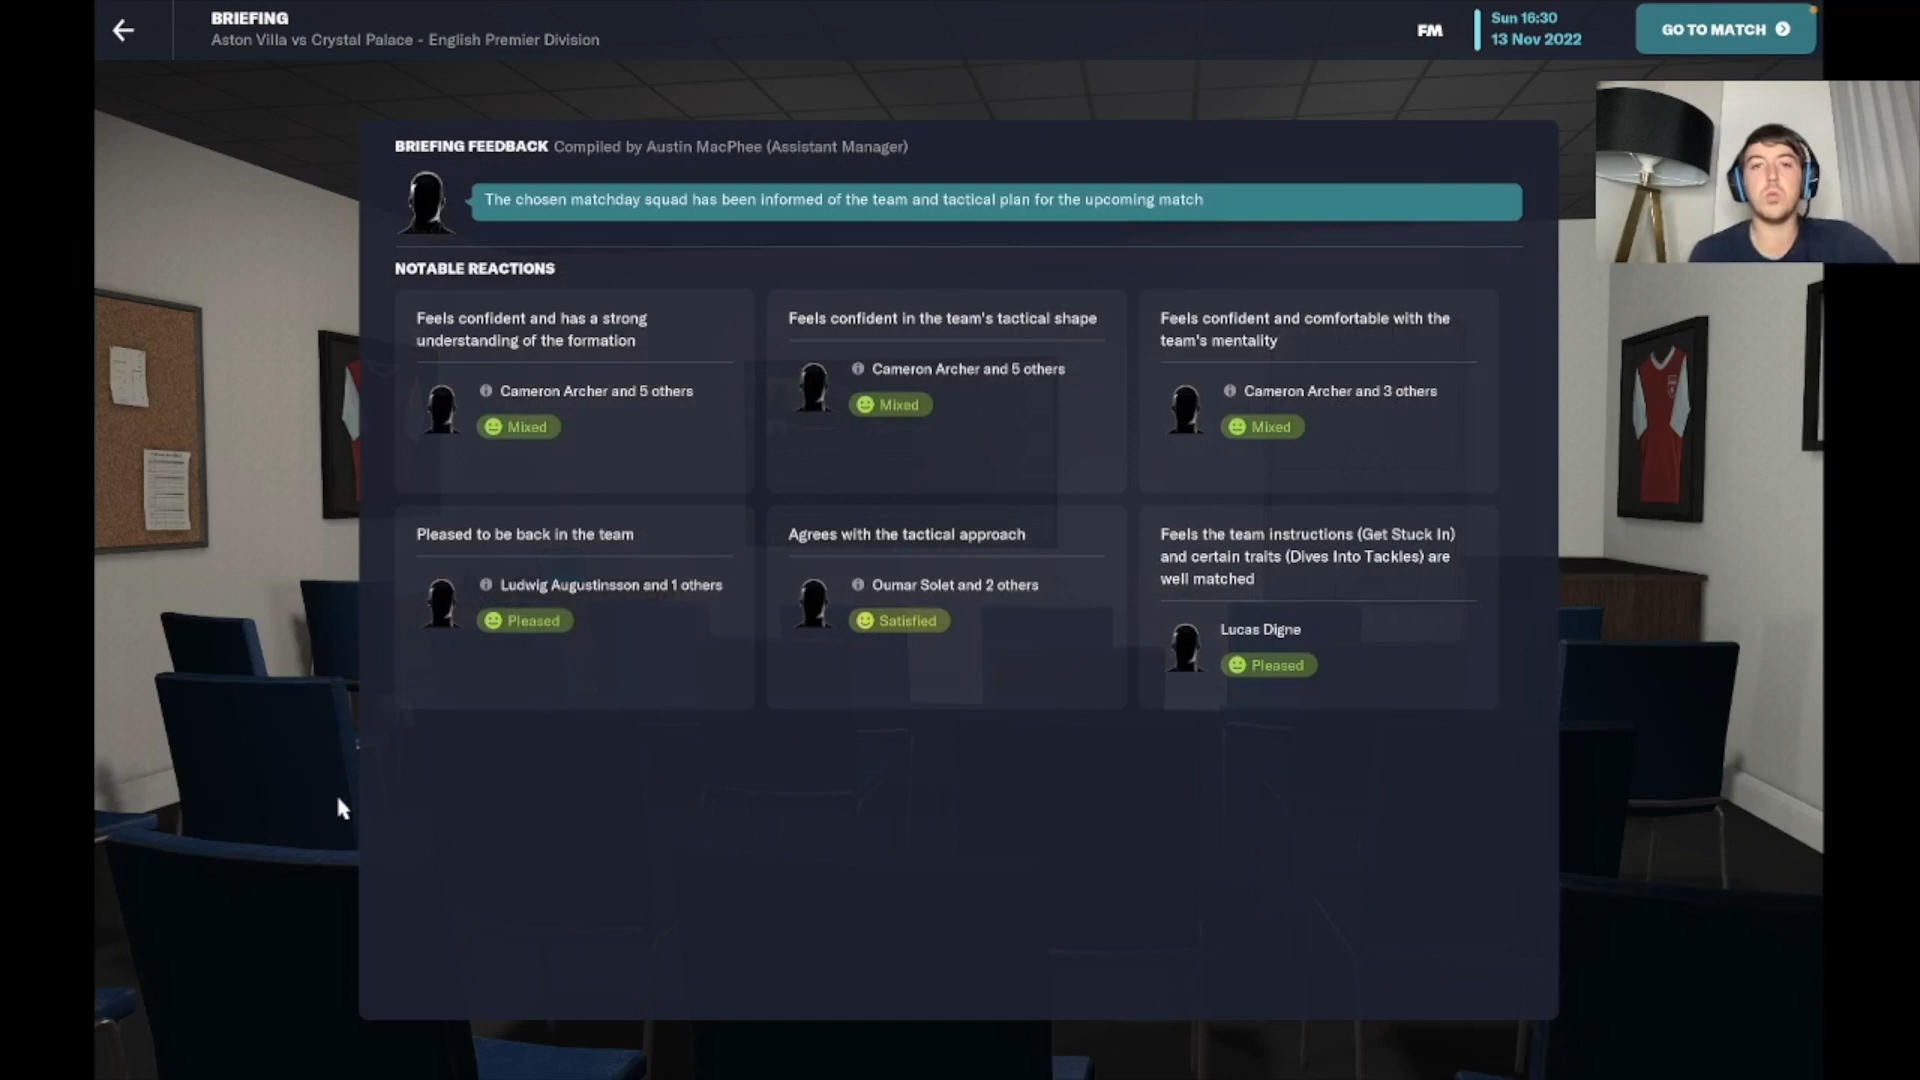 BRIEFING
Aston Villa vs Crystal Palace - English Premier Division
FM
Sun 16:30
13 Nov 2022
GO TO MATCH
BRIEFING FEEDBACK Compiled by Austin MacPhee (Assistant Manager)
The chosen matchday squad has been informed of the team and tactical plan for the upcoming match
NOTABLE REACTIONS
Feels confident and has a strong
understanding of the formation
Cameron Archer and 5 others
Mixed
Feels confident in the team's tactical shape
Cameron Archer and 5 others
Mixed
Feels confident and comfortable with the
team's mentality
Cameron Archer and 3 others
Mixed
Pleased to be back in the team
Ludwig Augustinsson and 1 others
Pleased
Agrees with the tactical approach
Oumar Solet and 2 others
Satisfied
Feels the team instructions (Get Stuck In)
and certain traits (Dives Into Tackles) are
well matched
Lucas Digne
Pleased